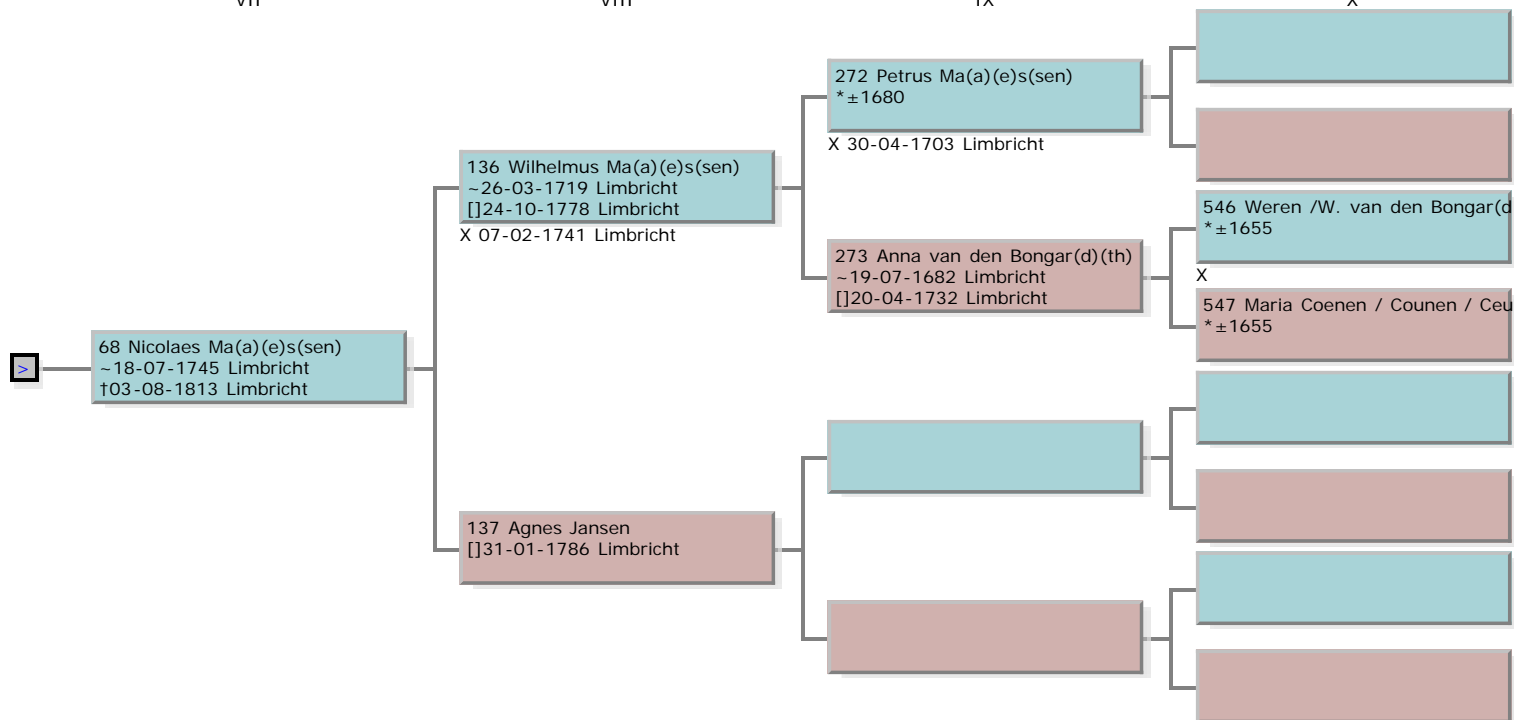 VII
VIII
IX
X
272 Petrus Ma(a)(e)s(sen)
*±1680
X 30-04-1703 Limbricht
136 Wilhelmus Ma(a)(e)s(sen)
~26-03-1719 Limbricht
[]24-10-1778 Limbricht
X 07-02-1741 Limbricht
546 Weren /W. van den Bongar(d
*±1655
X
273 Anna van den Bongar(d)(th)
~19-07-1682 Limbricht
[]20-04-1732 Limbricht
547 Maria Coenen / Counen / Ceu
*±1655
>
68 Nicolaes Ma(a)(e)s(sen)
~18-07-1745 Limbricht
†03-08-1813 Limbricht
137 Agnes Jansen
[]31-01-1786 Limbricht